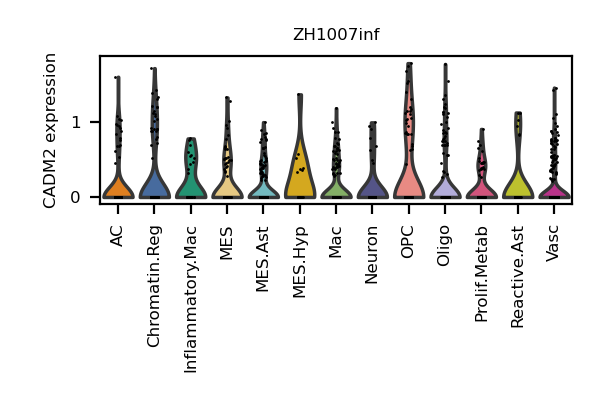 ZH1007inf
CADM2 expression
1
0
AC
Chromatin.Reg
Inflammatory.Mac
MES
MES.Ast
MES.Hyp
Mac
Neuron
OPC
Oligo
Prolif.Metab
Reactive.Ast
Vasc